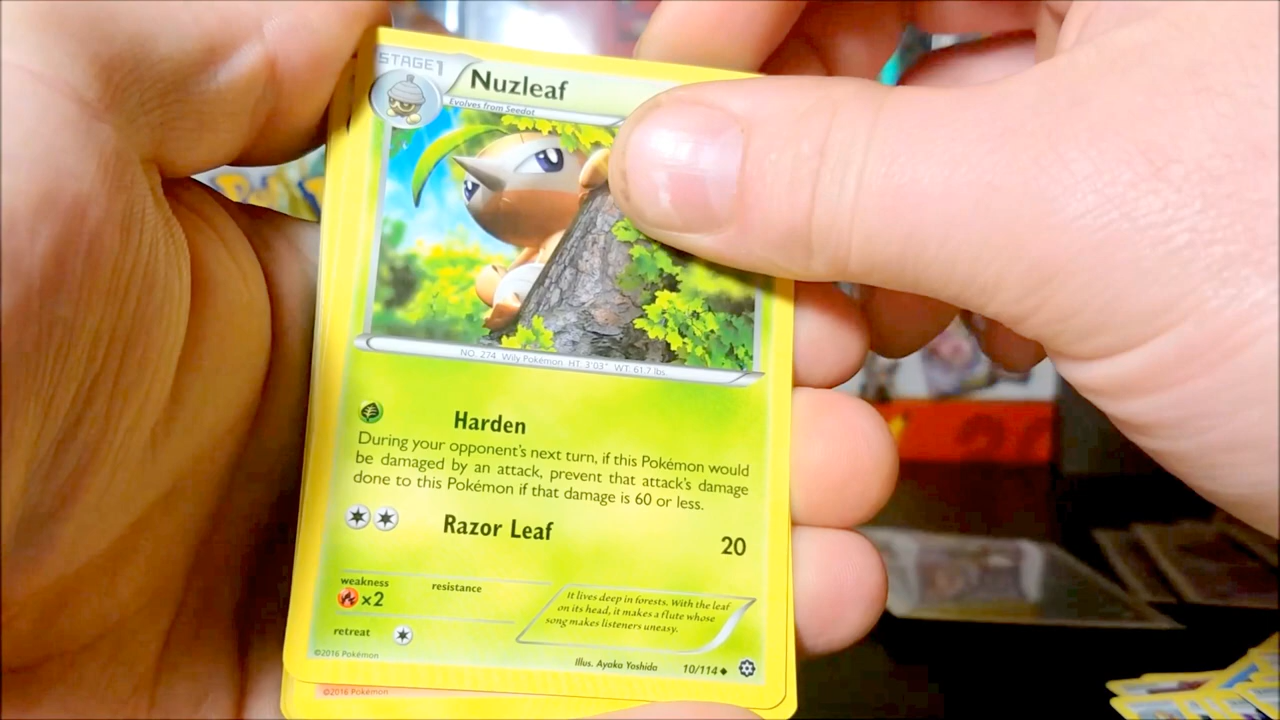 STAGE1
Nuzleaf
Evolves from Seedot
NO. 274 Wily Pokémon HT. 3'03" WT. 61.7 lbs.
Harden
During your opponent's next turn, if this Pokémon would
be damaged by an attack, prevent that attack's damage
done to this Pokémon if that damage is 60 or less.
Razor Leaf 20
weakness resistance
×2
It lives deep in forests. With the leaf
on its head, it makes a flute whose
song makes listeners uneasy.
retreat
©2016 Pokémon
Illus. Ayaka Yoshida 10/114
©2016 Pokémon